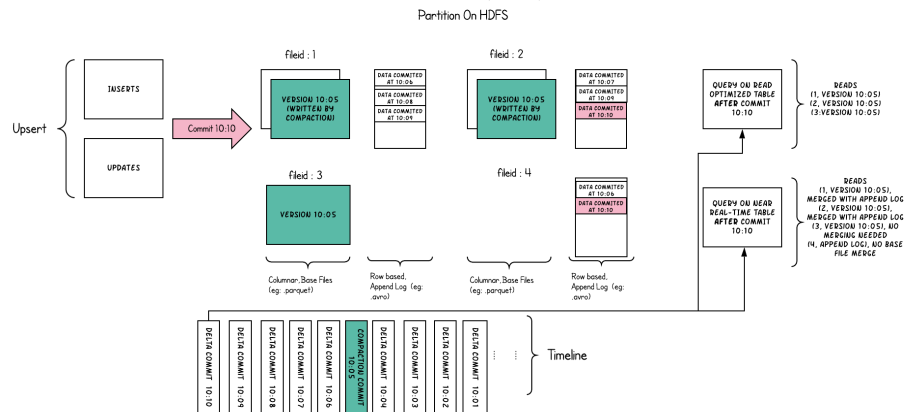 Partition On HDFS
fileid : 1
fileid : 2
Upsert
INSERTS
UPDATES
Commit 10:10
VERSION 10:05
(WRITTEN BY
COMPACTION)
DATA COMMITED
AT 10:06
DATA COMMITED
AT 10:08
DATA COMMITED
AT 10:09
VERSION 10:05
(WRITTEN BY
COMPACTION)
DATA COMMITED
AT 10:07
DATA COMMITED
AT 10:09
DATA COMMITED
AT 10:10
QUERY ON READ
OPTIMIZED TABLE
AFTER COMMIT
10:10
READS
(1, VERSION 10:05)
(2, VERSION 10:05)
(3:VERSION 10:05)
fileid : 3
fileid : 4
VERSION 10:05
DATA COMMITED
AT 10:06
DATA COMMITED
AT 10:10
QUERY ON NEAR
REAL-TIME TABLE
AFTER COMMIT
10:10
READS
(1, VERSION 10:05),
MERGED WITH APPEND LOG
(2, VERSION 10:05),
MERGED WITH APPEND LOG
(3, VERSION 10:05), NO
MERGING NEEDED
(4, APPEND LOG), NO BASE
FILE MERGE
Columnar,Base Files
(eg: .parquet)
Row based,
Append Log (eg:
.avro)
Columnar,Base Files
(eg: .parquet)
Row based,
Append Log (eg:
.avro)
DELTA COMMIT 10:10
DELTA COMMIT 10:09
DELTA COMMIT 10:08
DELTA COMMIT 10:07
DELTA COMMIT 10:06
COMPACTION COMMIT
10:05
DELTA COMMIT 10:04
DELTA COMMIT 10:03
DELTA COMMIT 10:02
DELTA COMMIT 10:01
...
...
Timeline